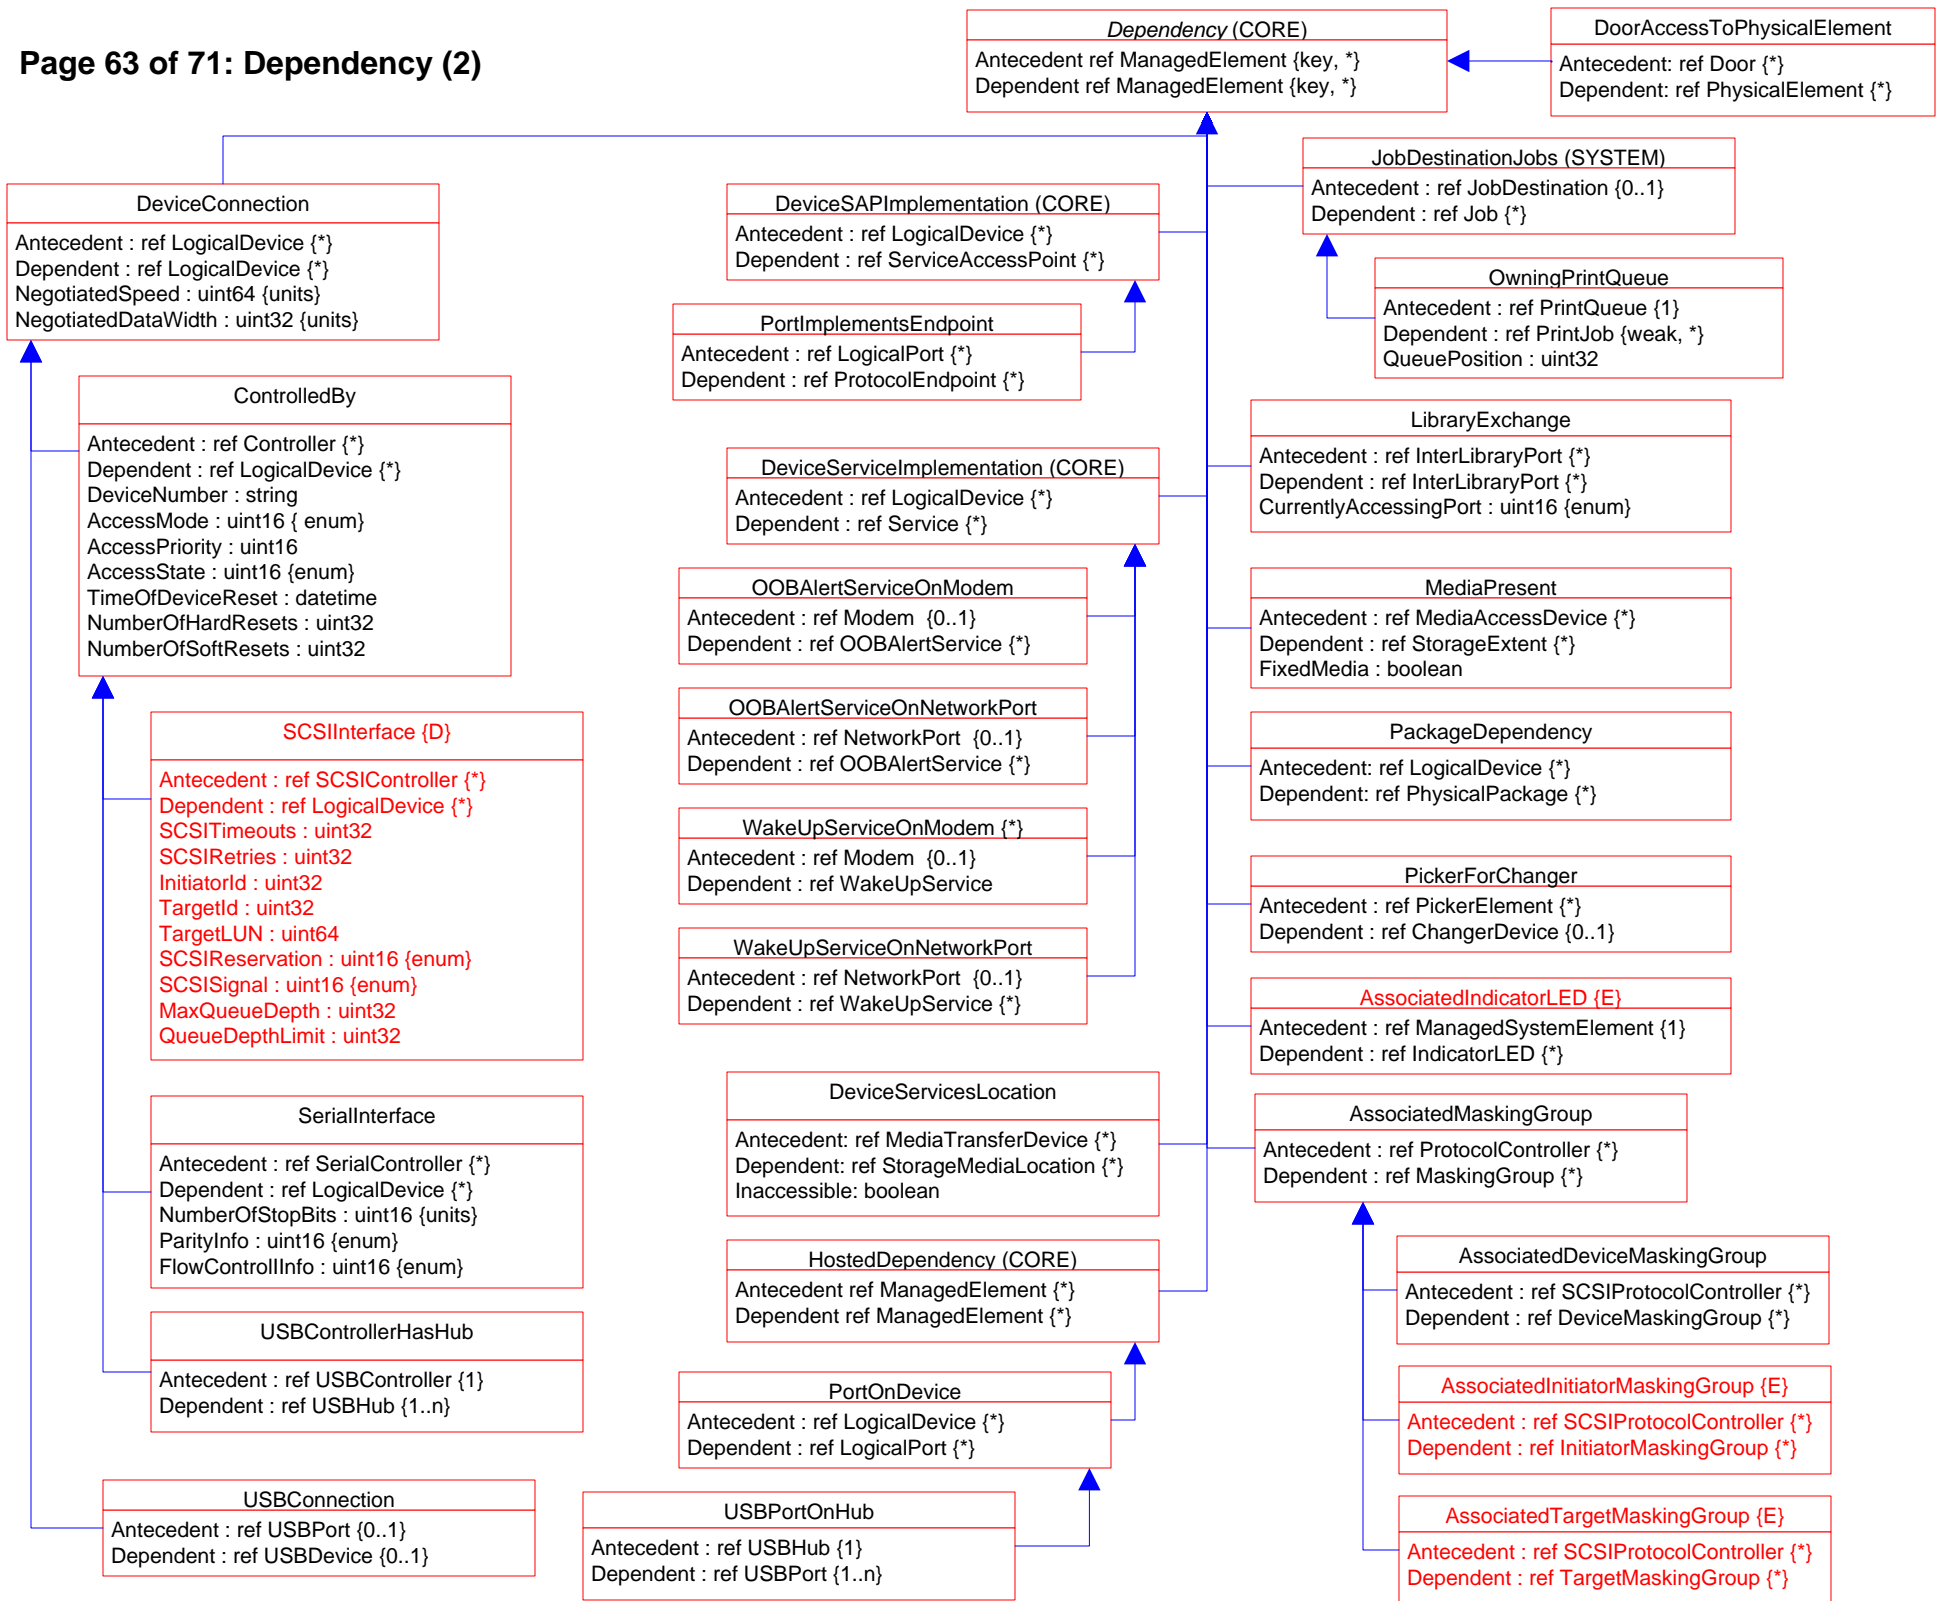 Page 63 of 71: Dependency (2)
Dependency (CORE)
Antecedent ref ManagedElement {key, *}
Dependent ref ManagedElement {key, *}
DoorAccessToPhysicalElement
Antecedent: ref Door {*}
Dependent: ref PhysicalElement {*}
DeviceConnection
Antecedent : ref LogicalDevice {*}
Dependent : ref LogicalDevice {*}
NegotiatedSpeed : uint64 {units}
NegotiatedDataWidth : uint32 {units}
ControlledBy
Antecedent : ref Controller {*}
Dependent : ref LogicalDevice {*}
DeviceNumber : string
AccessMode : uint16 { enum}
AccessPriority : uint16
AccessState : uint16 {enum}
TimeOfDeviceReset : datetime
NumberOfHardResets : uint32
NumberOfSoftResets : uint32
SCSIInterface {D}
Antecedent : ref SCSIController {*}
Dependent : ref LogicalDevice {*}
SCSITimeouts : uint32
SCSIRetries : uint32
InitiatorId : uint32
TargetId : uint32
TargetLUN : uint64
SCSIReservation : uint16 {enum}
SCSISignal : uint16 {enum}
MaxQueueDepth : uint32
QueueDepthLimit : uint32
SerialInterface
Antecedent : ref SerialController {*}
Dependent : ref LogicalDevice {*}
NumberOfStopBits : uint16 {units}
ParityInfo : uint16 {enum}
FlowControlInfo : uint16 {enum}
USBControllerHasHub
Antecedent : ref USBController {1}
Dependent : ref USBHub {1..n}
USBConnection
Antecedent : ref USBPort {0..1}
Dependent : ref USBDevice {0..1}
DeviceSAPImplementation (CORE)
Antecedent : ref LogicalDevice {*}
Dependent : ref ServiceAccessPoint {*}
PortImplementsEndpoint
Antecedent : ref LogicalPort {*}
Dependent : ref ProtocolEndpoint {*}
DeviceServiceImplementation (CORE)
Antecedent : ref LogicalDevice {*}
Dependent : ref Service {*}
OOBAlertServiceOnModem
Antecedent : ref Modem  {0..1}
Dependent : ref OOBAlertService {*}
OOBAlertServiceOnNetworkPort
Antecedent : ref NetworkPort  {0..1}
Dependent : ref OOBAlertService {*}
WakeUpServiceOnModem {*}
Antecedent : ref Modem  {0..1}
Dependent : ref WakeUpService
WakeUpServiceOnNetworkPort
Antecedent : ref NetworkPort  {0..1}
Dependent : ref WakeUpService {*}
DeviceServicesLocation
Antecedent: ref MediaTransferDevice {*}
Dependent: ref StorageMediaLocation {*}
Inaccessible: boolean
HostedDependency (CORE)
Antecedent ref ManagedElement {*}
Dependent ref ManagedElement {*}
PortOnDevice
Antecedent : ref LogicalDevice {*}
Dependent : ref LogicalPort {*}
USBPortOnHub
Antecedent : ref USBHub {1}
Dependent : ref USBPort {1..n}
JobDestinationJobs (SYSTEM)
Antecedent : ref JobDestination {0..1}
Dependent : ref Job {*}
OwningPrintQueue
Antecedent : ref PrintQueue {1}
Dependent : ref PrintJob {weak, *}
QueuePosition : uint32
LibraryExchange
Antecedent : ref InterLibraryPort {*}
Dependent : ref InterLibraryPort {*}
CurrentlyAccessingPort : uint16 {enum}
MediaPresent
Antecedent : ref MediaAccessDevice {*}
Dependent : ref StorageExtent {*}
FixedMedia : boolean
PackageDependency
Antecedent: ref LogicalDevice {*}
Dependent: ref PhysicalPackage {*}
PickerForChanger
Antecedent : ref PickerElement {*}
Dependent : ref ChangerDevice {0..1}
AssociatedIndicatorLED {E}
Antecedent : ref ManagedSystemElement {1}
Dependent : ref IndicatorLED {*}
AssociatedMaskingGroup
Antecedent : ref ProtocolController {*}
Dependent : ref MaskingGroup {*}
AssociatedDeviceMaskingGroup
Antecedent : ref SCSIProtocolController {*}
Dependent : ref DeviceMaskingGroup {*}
AssociatedInitiatorMaskingGroup {E}
Antecedent : ref SCSIProtocolController {*}
Dependent : ref InitiatorMaskingGroup {*}
AssociatedTargetMaskingGroup {E}
Antecedent : ref SCSIProtocolController {*}
Dependent : ref TargetMaskingGroup {*}